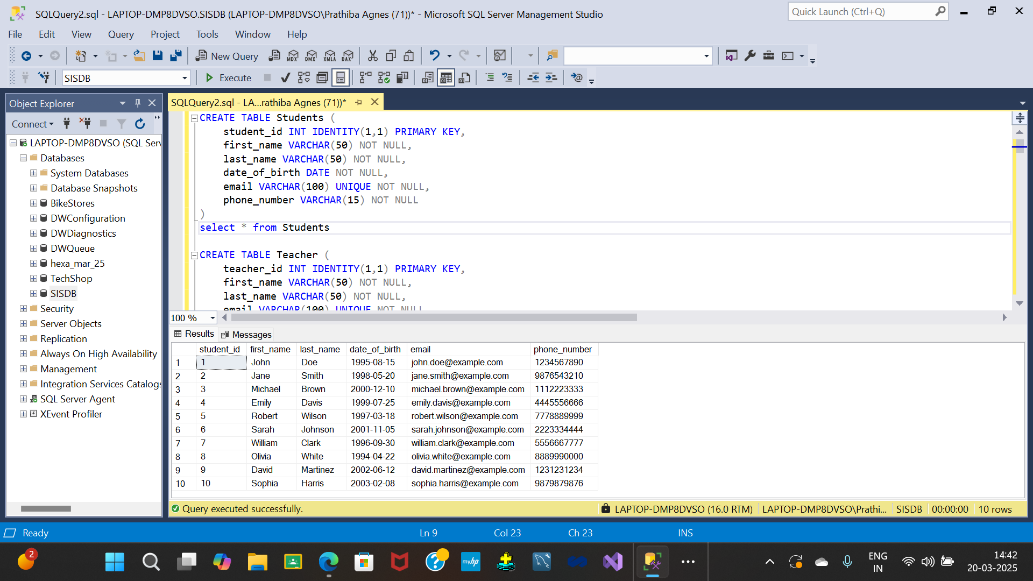 SQLQuery2.sql - LAPTOP-DMP8DVSO.SISDB (LAPTOP-DMP8DVSO\Prathiba Agnes (71))* - Microsoft SQL Server Management Studio
Quick Launch (Ctrl+Q)
File Edit View Query Project Tools Window Help
New Query
MDX DMX XMLA DAX
SISDB
Execute
Object Explorer
SQLQuery2.sql - LA...rathiba Agnes (71))*
Connect
LAPTOP-DMP8DVSO (SQL Serv
Databases
System Databases
Database Snapshots
BikeStores
DWConfiguration
DWDiagnostics
DWQueue
hexa_mar_25
TechShop
SISDB
Security
Server Objects
Replication
Always On High Availability
Management
Integration Services Catalogs
SQL Server Agent
XEvent Profiler
CREATE TABLE Students (
student_id INT IDENTITY(1,1) PRIMARY KEY,
first_name VARCHAR(50) NOT NULL,
last_name VARCHAR(50) NOT NULL,
date_of_birth DATE NOT NULL,
email VARCHAR(100) UNIQUE NOT NULL,
phone_number VARCHAR(15) NOT NULL
)
select * from Students
CREATE TABLE Teacher (
teacher_id INT IDENTITY(1,1) PRIMARY KEY,
first_name VARCHAR(50) NOT NULL,
last_name VARCHAR(50) NOT NULL,
email VARCHAR(100) UNIQUE NOT NULL
100 %
Results Messages
student_id first_name last_name date_of_birth email phone_number
1 1 John Doe 1995-08-15 john.doe@example.com 1234567890
2 2 Jane Smith 1998-05-20 jane.smith@example.com 9876543210
3 3 Michael Brown 2000-12-10 michael.brown@example.com 1112223333
4 4 Emily Davis 1999-07-25 emily.davis@example.com 4445556666
5 5 Robert Wilson 1997-03-18 robert.wilson@example.com 7778889999
6 6 Sarah Johnson 2001-11-05 sarah.johnson@example.com 2223334444
7 7 William Clark 1996-09-30 william.clark@example.com 5556667777
8 8 Olivia White 1994-04-22 olivia.white@example.com 8889990000
9 9 David Martinez 2002-06-12 david.martinez@example.com 1231231234
10 10 Sophia Harris 2003-02-08 sophia.harris@example.com 9879879876
Query executed successfully.
LAPTOP-DMP8DVSO (16.0 RTM) LAPTOP-DMP8DVSO\Prathi... SISDB 00:00:00 10 rows
Ready
Ln 9 Col 23 Ch 23 INS
2
ENG
IN
14:42
20-03-2025